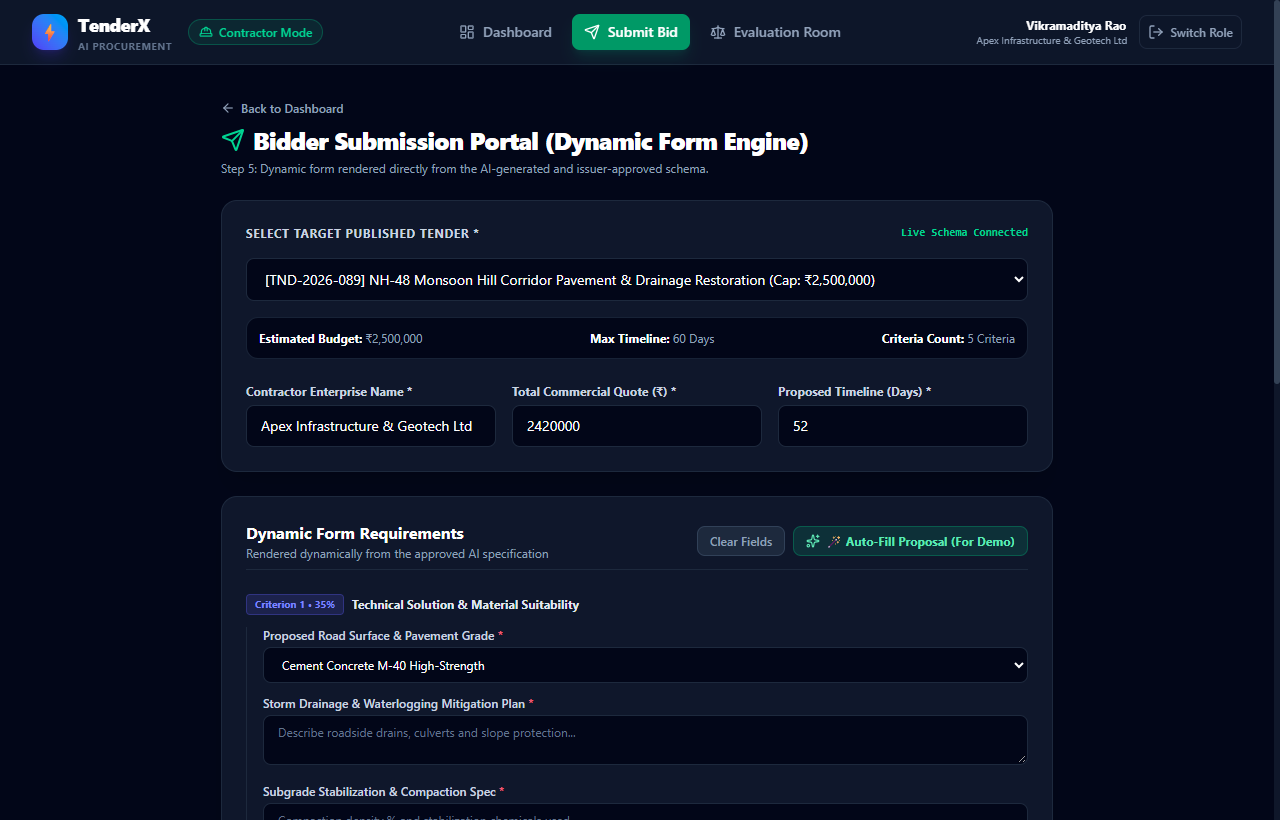 TenderX
AI PROCUREMENT
Contractor Mode
Dashboard
Submit Bid
Evaluation Room
Vikramaditya Rao
Apex Infrastructure & Geotech Ltd
Switch Role
Back to Dashboard
Bidder Submission Portal (Dynamic Form Engine)
Step 5: Dynamic form rendered directly from the AI-generated and issuer-approved schema.
SELECT TARGET PUBLISHED TENDER *
Live Schema Connected
[TND-2026-089] NH-48 Monsoon Hill Corridor Pavement & Drainage Restoration (Cap: ₹2,500,000)
Estimated Budget: ₹2,500,000
Max Timeline: 60 Days
Criteria Count: 5 Criteria
Contractor Enterprise Name *
Total Commercial Quote (₹) *
Proposed Timeline (Days) *
Apex Infrastructure & Geotech Ltd
2420000
52
Dynamic Form Requirements
Rendered dynamically from the approved AI specification
Clear Fields
Auto-Fill Proposal (For Demo)
Criterion 1 • 35%
Technical Solution & Material Suitability
Proposed Road Surface & Pavement Grade *
Cement Concrete M-40 High-Strength
Storm Drainage & Waterlogging Mitigation Plan *
Describe roadside drains, culverts and slope protection...
Subgrade Stabilization & Compaction Spec *
Compaction density % and stabilization chemicals used